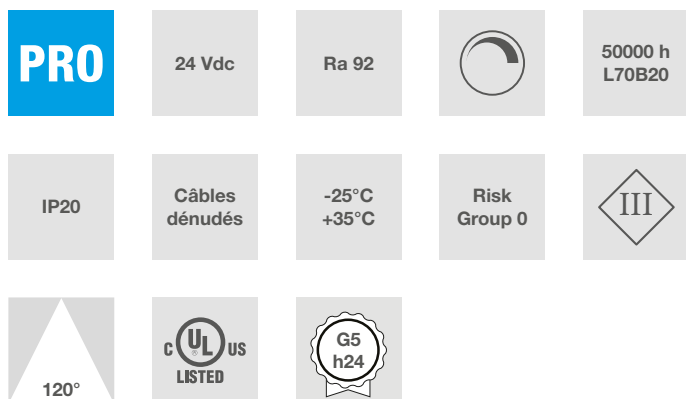 PRO
24 Vdc
Ra 92
50000 h
L70B20
IP20
Câbles
dénudés
-25°C
+35°C
Risk
Group 0
III
120°
C UL US
®
LISTED
G5
h24